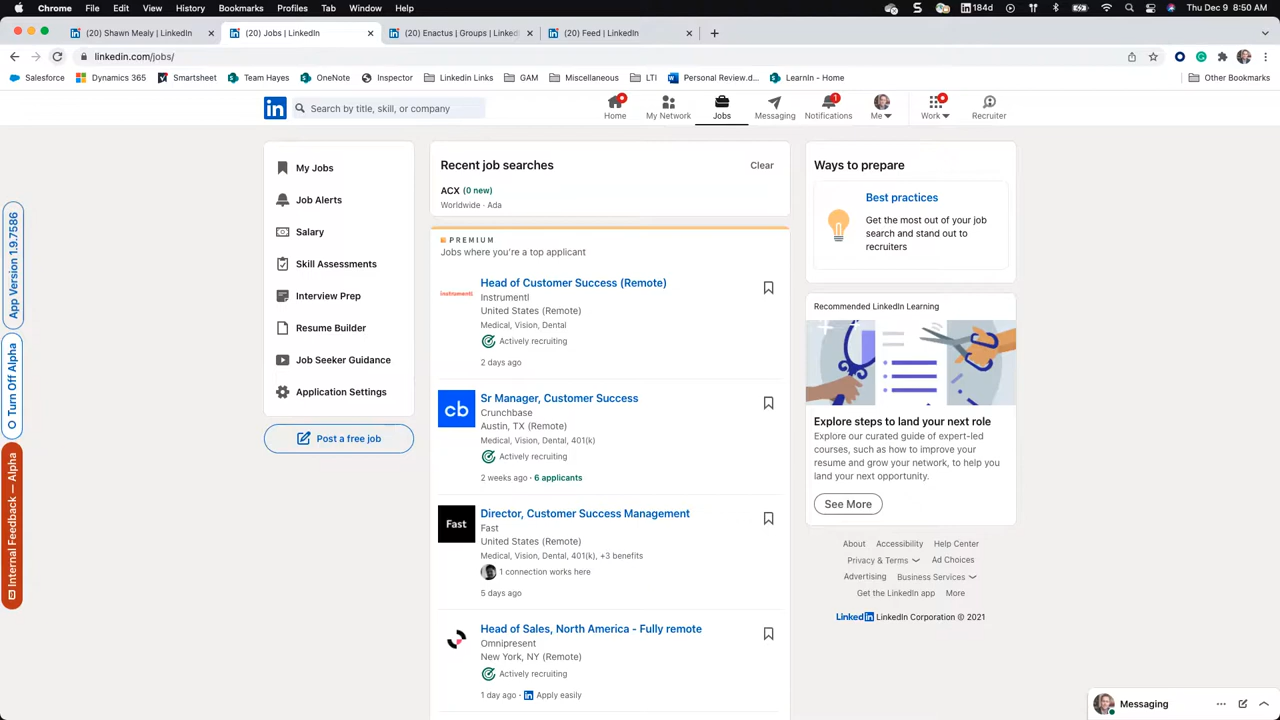 Chrome File Edit View History Bookmarks Profiles Tab Window Help
184d
Thu Dec 9 8:50 AM
(20) Shawn Mealy | LinkedIn
(20) Jobs | LinkedIn
(20) Enactus | Groups | Linked
(20) Feed | LinkedIn
linkedin.com/jobs/
Salesforce
Dynamics 365
Smartsheet
Team Hayes
OneNote
Inspector
Linkedin Links
GAM
Miscellaneous
LTI
Personal Review.d...
LearnIn - Home
Other Bookmarks
in
Search by title, skill, or company
Home
My Network
Jobs
Messaging
1
Notifications
Me
Work
Recruiter
App Version 1.9.7586
Turn Off Alpha
Internal Feedback — Alpha
My Jobs
Job Alerts
Salary
Skill Assessments
Interview Prep
Resume Builder
Job Seeker Guidance
Application Settings
Post a free job
Recent job searches
Clear
ACX (0 new)
Worldwide · Ada
PREMIUM
Jobs where you're a top applicant
instrumentl
Head of Customer Success (Remote)
Instrumentl
United States (Remote)
Medical, Vision, Dental
Actively recruiting
2 days ago
cb
Sr Manager, Customer Success
Crunchbase
Austin, TX (Remote)
Medical, Vision, Dental, 401(k)
Actively recruiting
2 weeks ago · 6 applicants
Fast
Director, Customer Success Management
Fast
United States (Remote)
Medical, Vision, Dental, 401(k), +3 benefits
1 connection works here
5 days ago
Head of Sales, North America - Fully remote
Omnipresent
New York, NY (Remote)
Actively recruiting
1 day ago · in Apply easily
Ways to prepare
Best practices
Get the most out of your job
search and stand out to
recruiters
Recommended LinkedIn Learning
Explore steps to land your next role
Explore our curated guide of expert-led
courses, such as how to improve your
resume and grow your network, to help you
land your next opportunity.
See More
About Accessibility Help Center
Privacy & Terms Ad Choices
Advertising Business Services
Get the LinkedIn app More
LinkedIn LinkedIn Corporation © 2021
Messaging